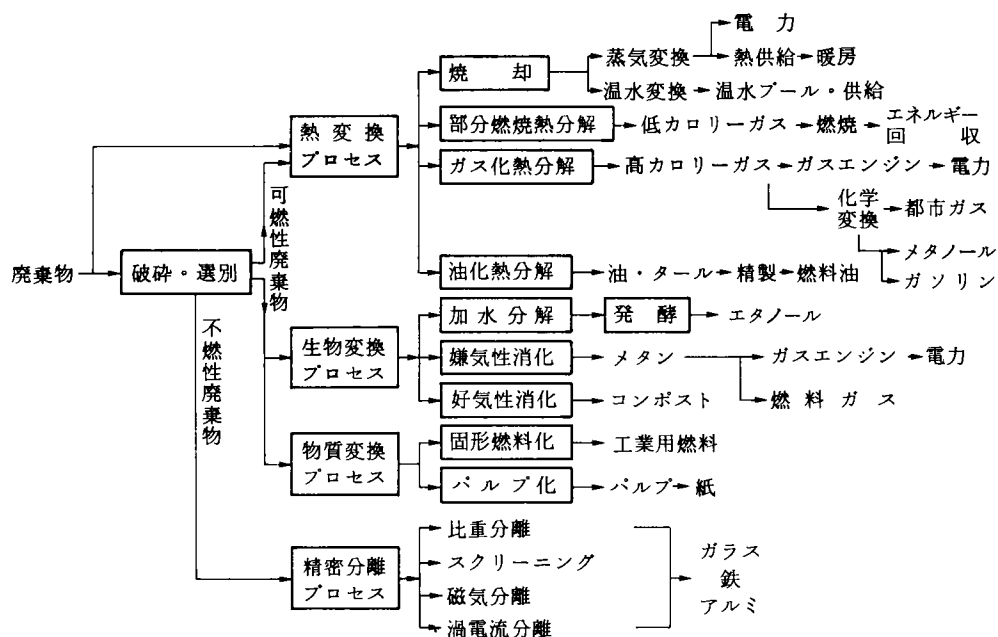 電 力
蒸気変換
熱供給
暖房
焼 却
温水変換
温水プール・供給
熱変換
プロセス
部分燃焼熱分解
低カロリーガス
燃焼
エネルギー
回 収
ガス化熱分解
高カロリーガス
ガスエンジン
電力
可燃性廃棄物
化学
変換
都市ガス
メタノール
ガソリン
廃棄物
破砕・選別
油化熱分解
油・タール
精製
燃料油
不燃性廃棄物
加水分解
発 酵
エタノール
生物変換
プロセス
嫌気性消化
メタン
ガスエンジン
電力
好気性消化
コンポスト
燃料ガス
物質変換
プロセス
固形燃料化
工業用燃料
パルプ化
パルプ
紙
精密分離
プロセス
比重分離
スクリーニング
磁気分離
渦電流分離
ガラス
鉄
アルミ